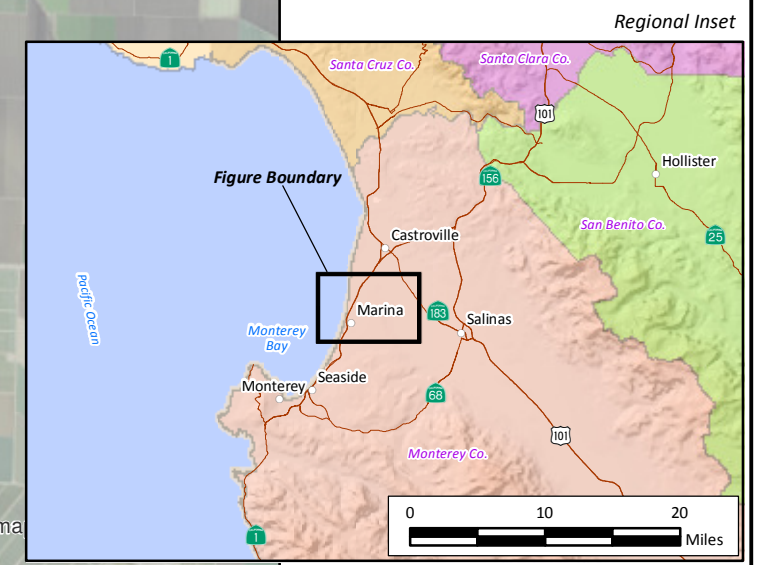 Regional Inset
1
Santa Cruz Co.
Santa Clara Co.
101
Hollister
Figure Boundary
156
San Benito Co.
25
Castroville
Pacific Ocean
Marina
183
Salinas
Monterey
Bay
Seaside
Monterey
68
101
Monterey Co.
0 10 20
Miles
1